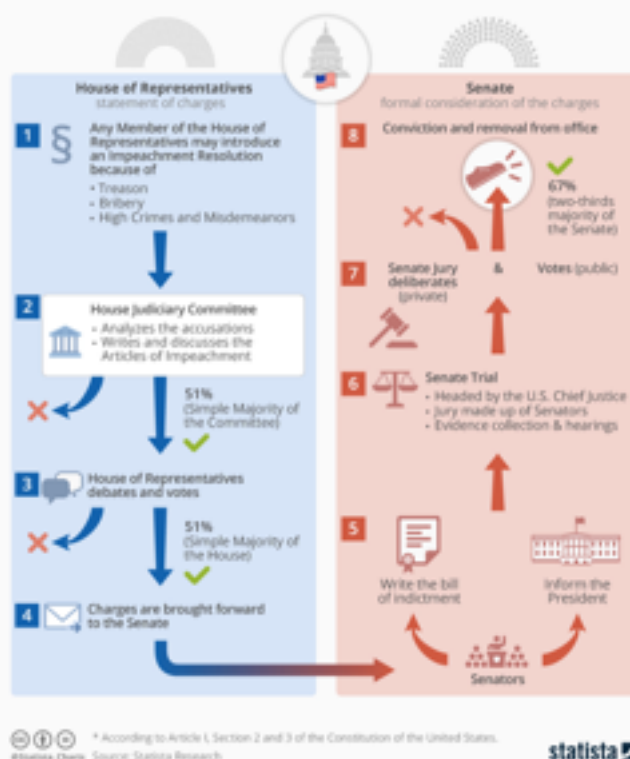 House of Representatives
statement of charges
1
§
Any Member of the House of
Representatives may introduce
an Impeachment Resolution
because of
• Treason
• Bribery
• High Crimes and Misdemeanors
2
House Judiciary Committee
• Analyzes the accusations
• Writes and discusses the
Articles of Impeachment
51%
(Simple Majority of
the Committee)
3
House of Representatives
debates and votes
51%
(Simple Majority of
the House)
4
Charges are brought forward
to the Senate
Senate
formal consideration of the charges
8
Conviction and removal from office
67%
(two-thirds
majority of
the Senate)
7
Senate Jury
deliberates
(private)
&
Votes (public)
6
Senate Trial
• Headed by the U.S. Chief Justice
• Jury made up of Senators
• Evidence collection & hearings
5
Write the bill
of indictment
Inform the
President
Senators
* According to Article I, Section 2 and 3 of the Constitution of the United States.
Source: Statista Research
statista